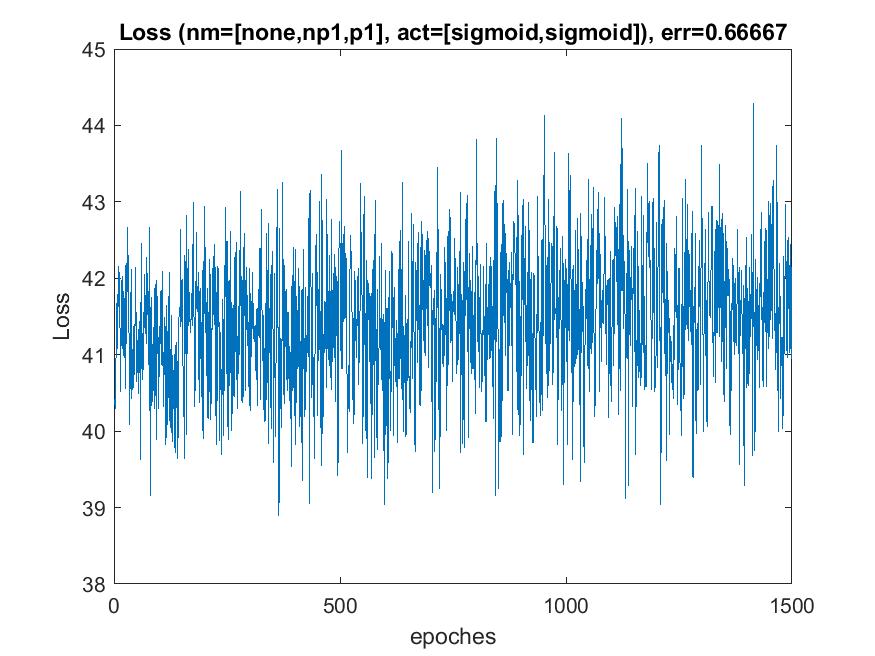 Loss (nm=[none,np1,p1], act=[sigmoid,sigmoid]), err=0.66667
45
44
43
42
41
40
39
38
Loss
0 500 1000 1500
epoches